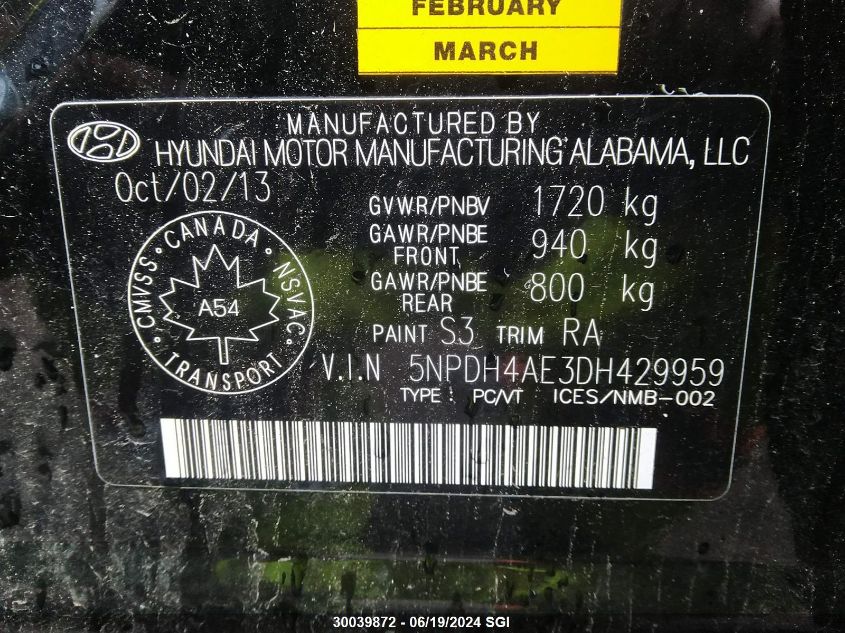 FEBRUARY
MARCH
MANUFACTURED BY
HYUNDAI MOTOR MANUFACTURING ALABAMA, LLC
Oct/02/13
GVWR/PNBV 1720 kg
GAWR/PNBE FRONT 940 kg
GAWR/PNBE REAR 800 kg
CMVSS · CANADA · NSVAC · TRANSPORT
A54
PAINT S3 TRIM RA
V.I.N 5NPDH4AE3DH429959
TYPE : PC/VT ICES/NMB-002
30039872 - 06/19/2024 SGI